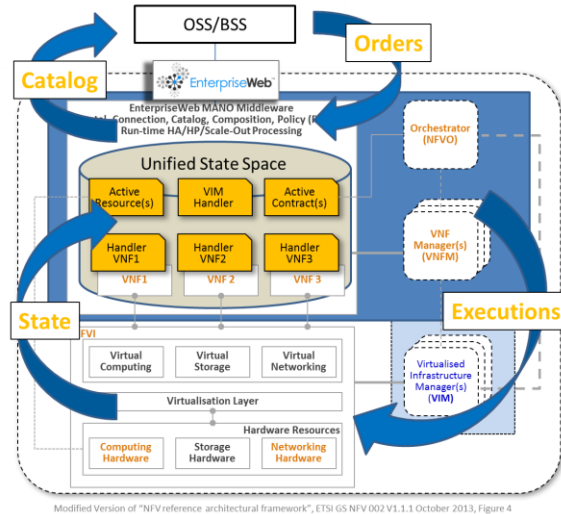 OSS/BSS
Orders
Catalog
EnterpriseWeb™
EnterpriseWeb MANO Middleware
Connection, Catalog, Composition, Policy
Run-time HA/HP/Scale-Out Processing
Orchestrator
(NFVO)
Unified State Space
Active
Resource(s)
VIM
Handler
Active
Contract(s)
Handler
VNF1
Handler
VNF2
Handler
VNF3
VNF1
VNF 2
VNF 3
VNF
Manager(s)
(VNFM)
State
Executions
FVI
Virtual
Computing
Virtual
Storage
Virtual
Networking
Virtualisation Layer
Virtualised
Infrastructure
Manager(s)
(VIM)
Hardware Resources
Computing
Hardware
Storage
Hardware
Networking
Hardware
Modified Version of "NFV reference architectural framework", ETSI GS NFV 002 V1.1.1 October 2013, Figure 4